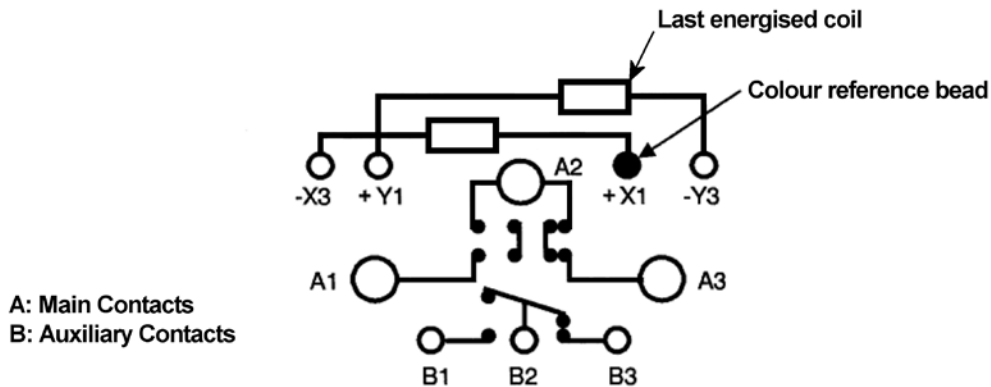 Last energised coil
Colour reference bead
-X3
+ Y1
A2
+ X1
-Y3
A1
A3
A: Main Contacts
B: Auxiliary Contacts
B1
B2
B3